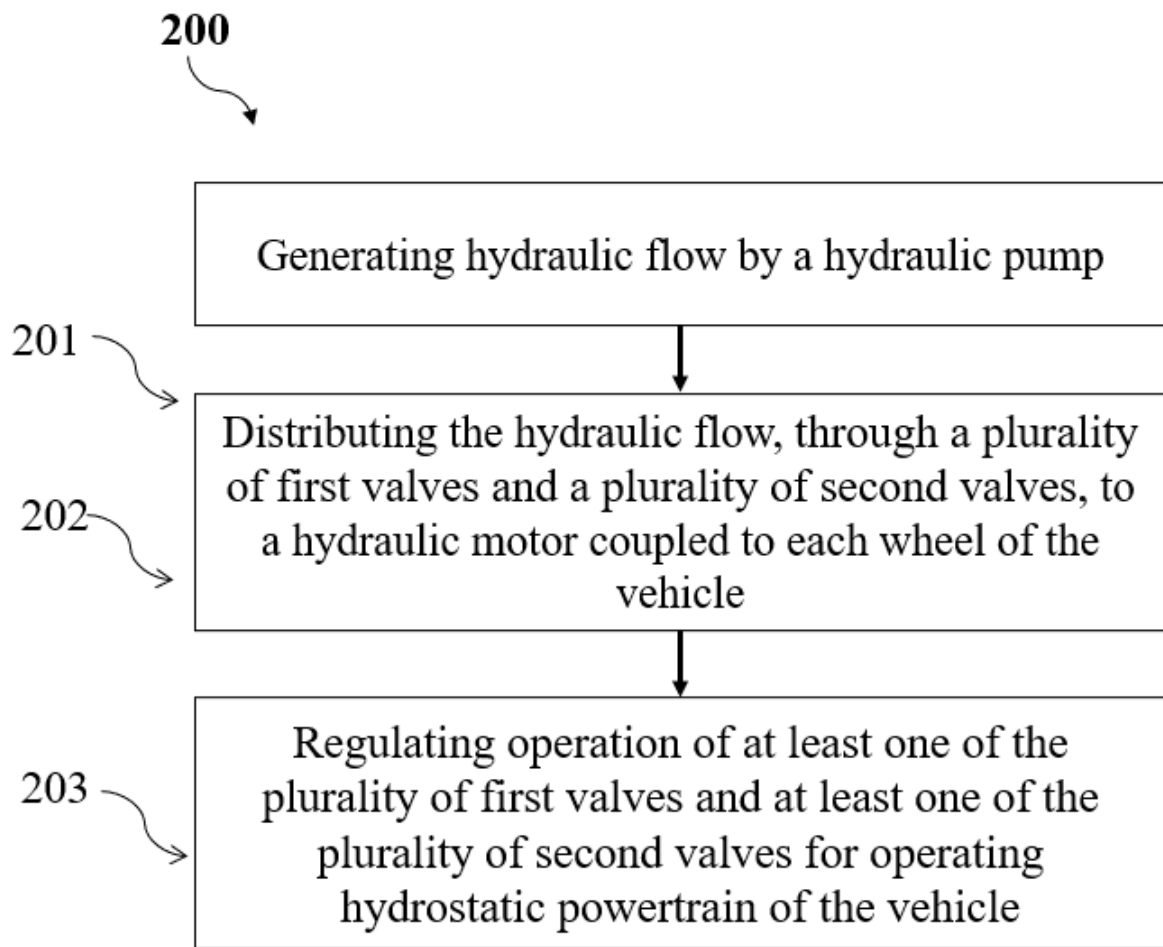 200
Generating hydraulic flow by a hydraulic pump
201
Distributing the hydraulic flow, through a plurality
of first valves and a plurality of second valves, to
202
a hydraulic motor coupled to each wheel of the
vehicle
Regulating operation of at least one of the
203
plurality of first valves and at least one of the
plurality of second valves for operating
hydrostatic powertrain of the vehicle